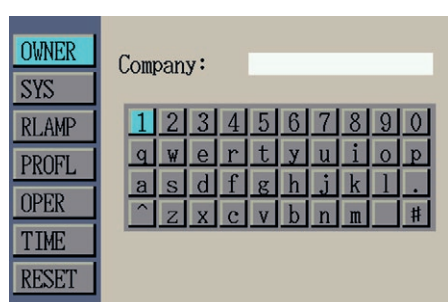 OWNER
SYS
RLAMP
PROFL
OPER
TIME
RESET
Company:
1 2 3 4 5 6 7 8 9 0
q w e r t y u i o p
a s d f g h j k l .
^ z x c v b n m #